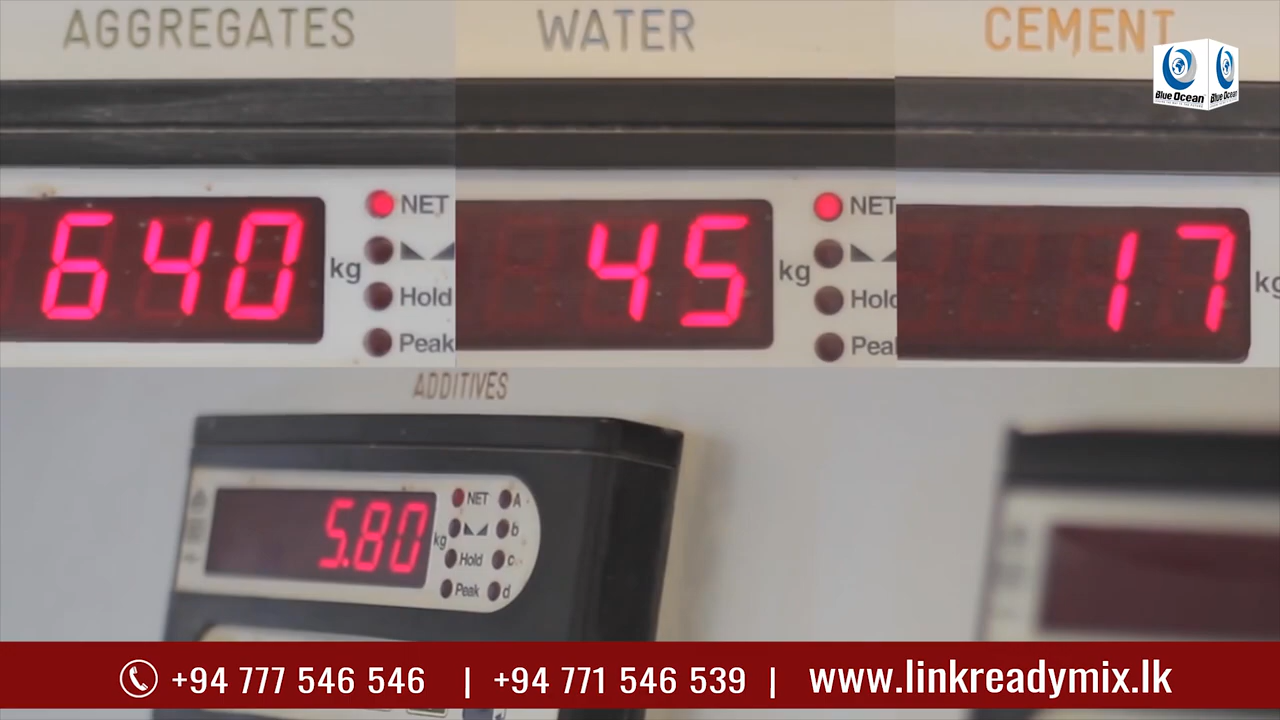 AGGREGATES
WATER
CEMENT
Blue Ocean
Blue Ocean
640
kg
NET
Hold
Peak
45
kg
NET
Hold
Peak
17
kg
ADDITIVES
5.80
kg
NET A
b
Hold c
Peak d
+94 777 546 546 | +94 771 546 539 | www.linkreadymix.lk